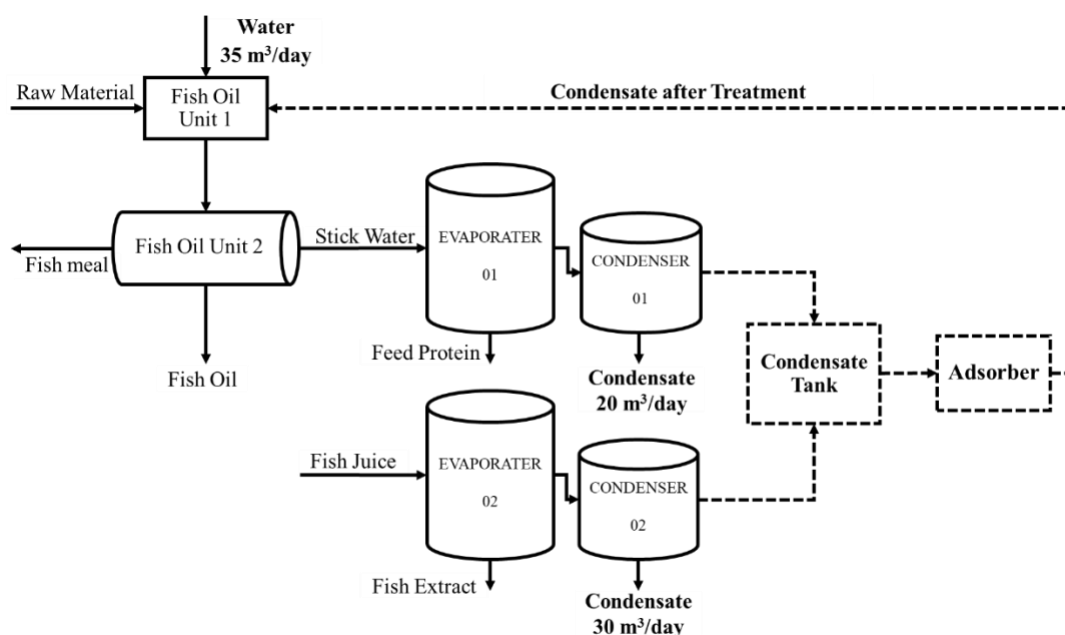 Water
35 m³/day
Raw Material
Fish Oil
Unit 1
Condensate after Treatment
Fish meal
Fish Oil Unit 2
Stick Water
EVAPORATER
01
CONDENSER
01
Fish Oil
Feed Protein
Condensate
20 m³/day
Condensate
Tank
Adsorber
Fish Juice
EVAPORATER
02
CONDENSER
02
Fish Extract
Condensate
30 m³/day